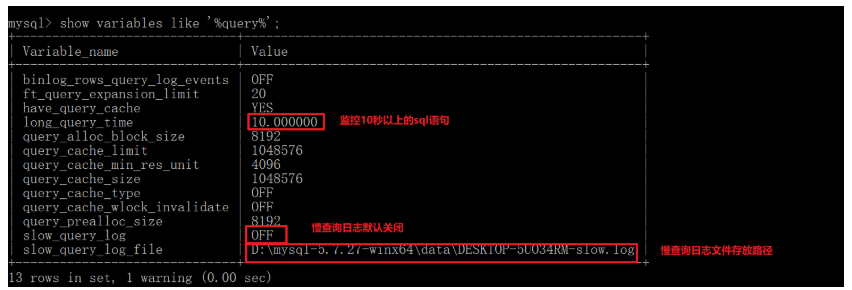 mysql> show variables like '%query%';
Variable_name | Value
binlog_rows_query_log_events | OFF
ft_query_expansion_limit | 20
have_query_cache | YES
long_query_time | 10.000000 监控10秒以上的sql语句
query_alloc_block_size | 8192
query_cache_limit | 1048576
query_cache_min_res_unit | 4096
query_cache_size | 1048576
query_cache_type | OFF
query_cache_wlock_invalidate | OFF
query_prealloc_size | 8192
慢查询日志默认关闭
slow_query_log | OFF
slow_query_log_file | D:\mysql-5.7.27-winx64\data\DESKTOP-5U034RM-slow.log | 慢查询日志文件存放路径
13 rows in set, 1 warning (0.00 sec)